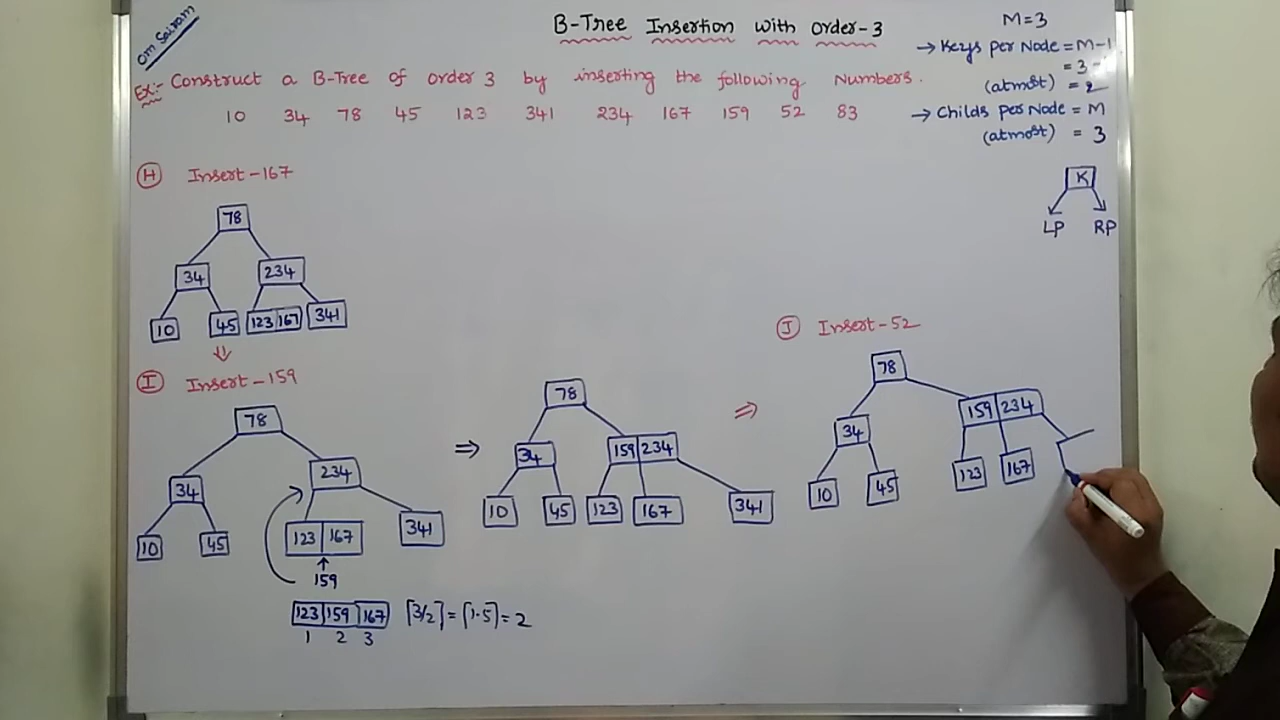 om Sairam
B-Tree Insertion with order-3
M=3
→ Keys per Node = M-1
= 3-1
(atmost) = 2
Ex:- Construct a B-Tree of order 3 by inserting the following Numbers.
10 34 78 45 123 341 234 167 159 52 83
→ Childs per Node = M
(atmost) = 3
K
LP RP
(H) Insert-167
78
34 234
10 45 123 167 341
⇓
(I) Insert-159
78
34 234
10 45 123 167 341
↑
159
123 159 167 ⌈3/2⌉ = ⌈1.5⌉ = 2
1 2 3
⇒
78
34 159 234
10 45 123 167 341
⇒
(J) Insert-52
78
34 159 234
10 45 123 167